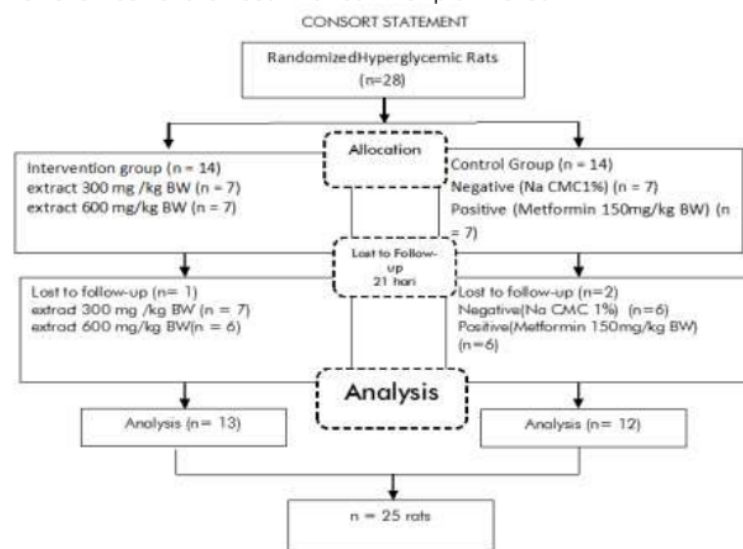 CONSORT STATEMENT
RandomizedHyperglycemic Rats
(n=28)
Allocation
Intervention group (n = 14)
extract 300 mg /kg BW (n = 7)
extract 600 mg/kg BW (n = 7)
Control Group (n = 14)
Negative (Na CMC1%) (n = 7)
Positive (Metformin 150mg/kg BW) (n
= 7)
Lost to Follow-
up
21 hari
Lost to follow-up (n= 1)
extract 300 mg /kg BW (n = 7)
extract 600 mg/kg BW(n = 6)
Lost to follow-up (n=2)
Negative(Na CMC 1%) (n=6)
Positive(Metformin 150mg/kg BW)
(n=6)
Analysis
Analysis (n= 13)
Analysis (n= 12)
n = 25 rats